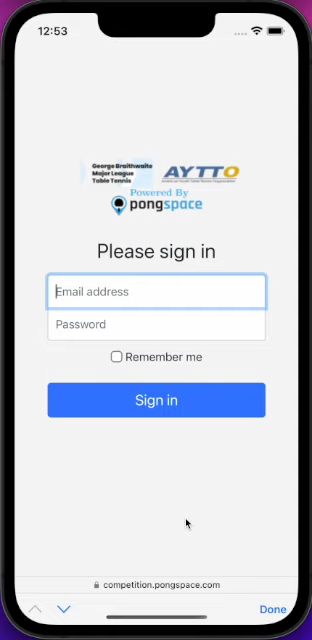 12:53
George Braithwaite
Major League
Table Tennis
AYTTO
Powered By
pongspace
Please sign in
Email address
Password
Remember me
Sign in
competition.pongspace.com
Done